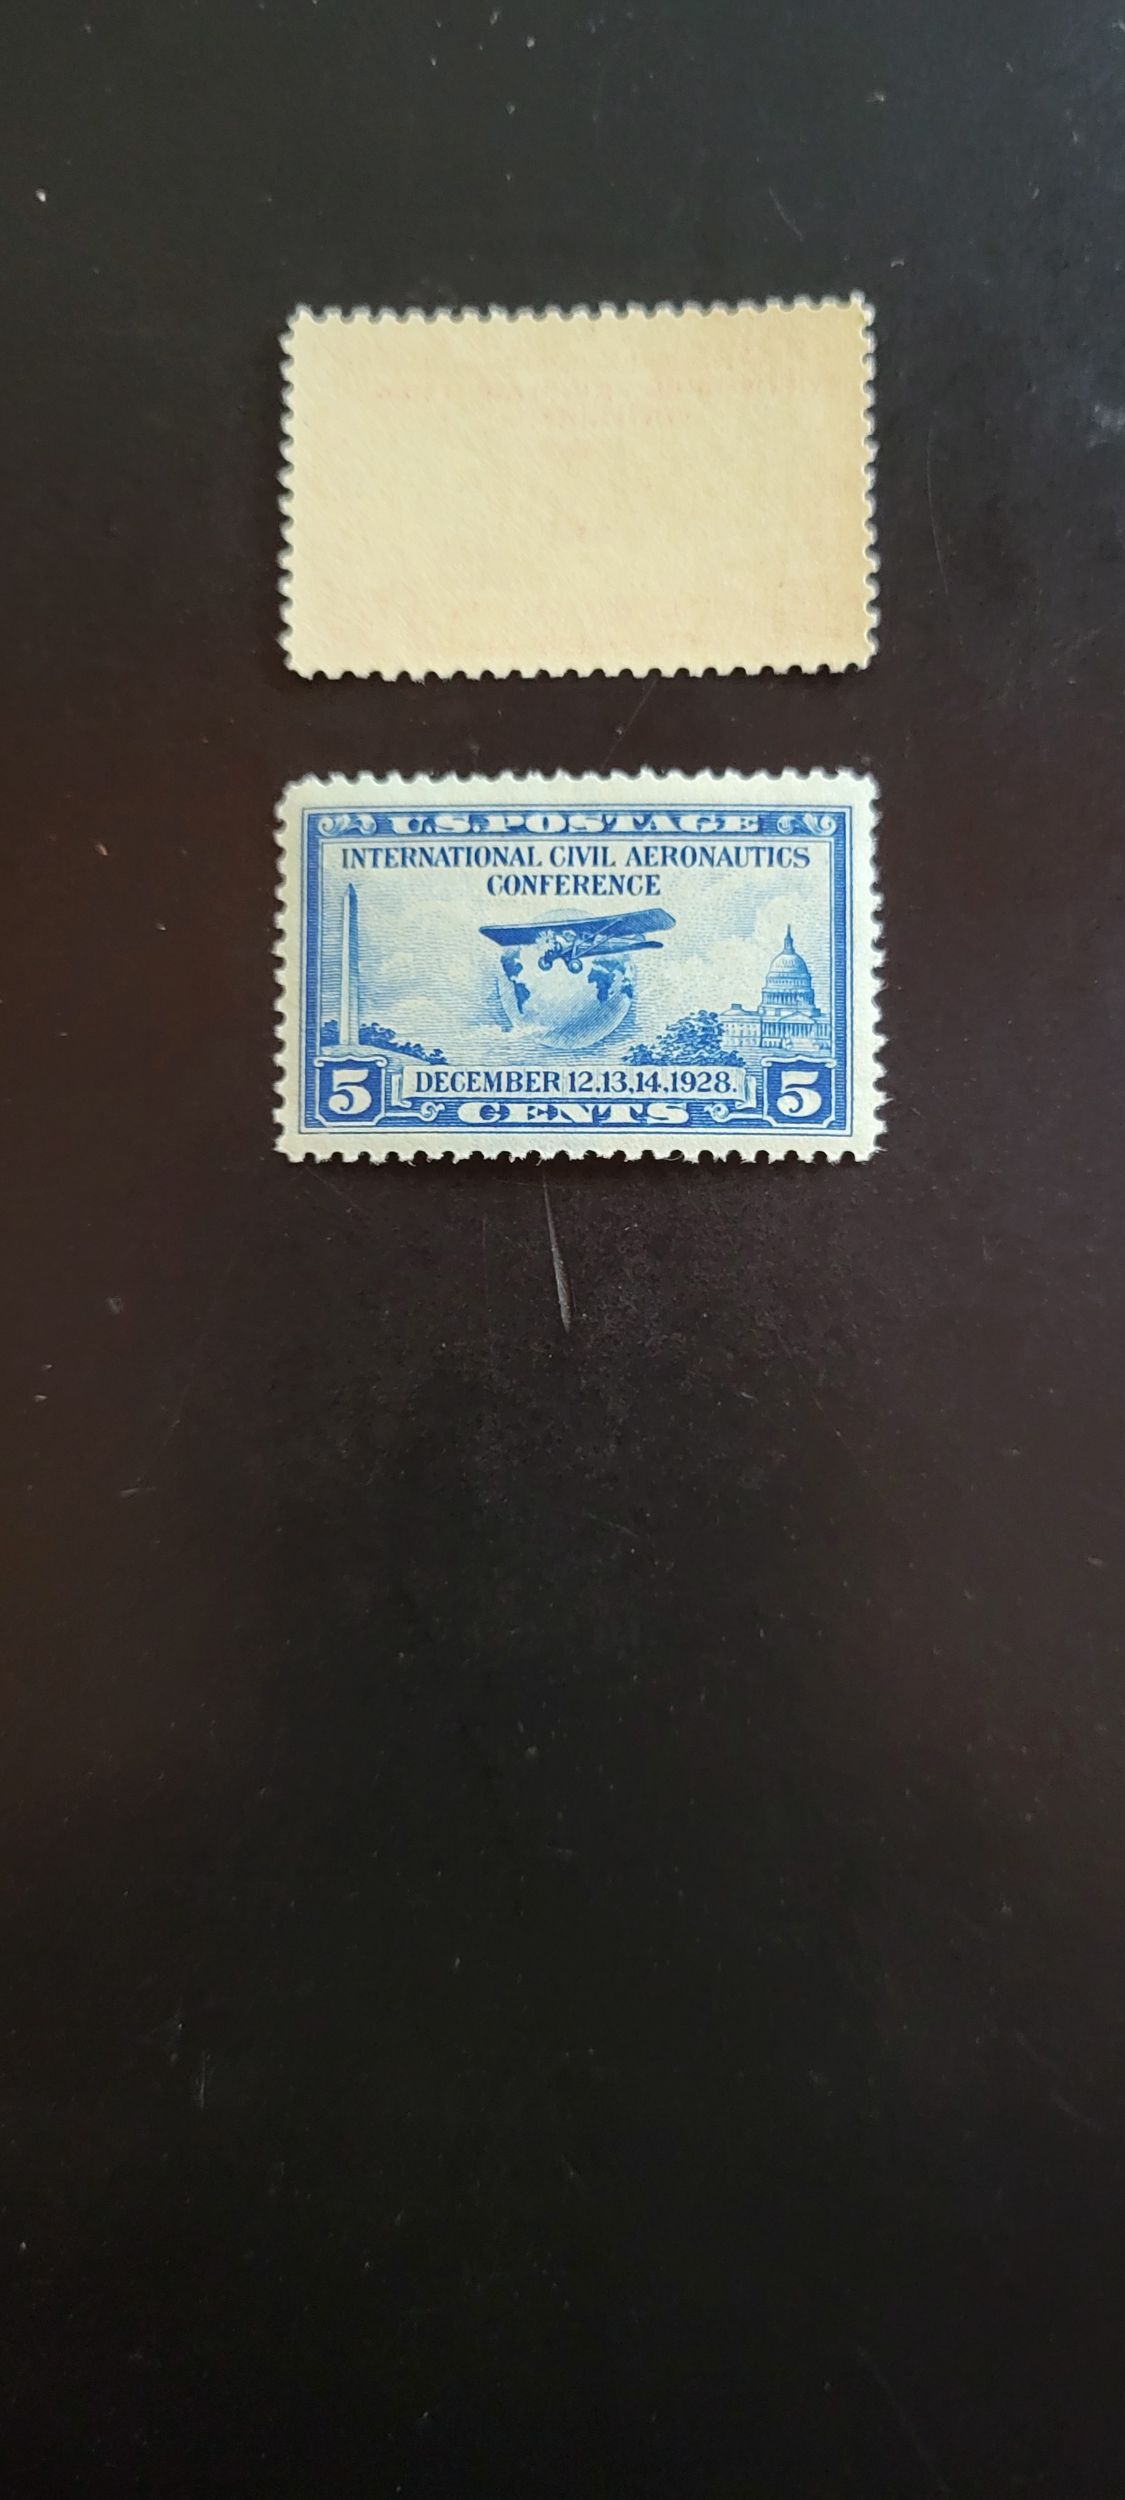 U.S. POSTAGE
INTERNATIONAL CIVIL AERONAUTICS
CONFERENCE
5 DECEMBER 12,13,14,1928. 5
CENTS